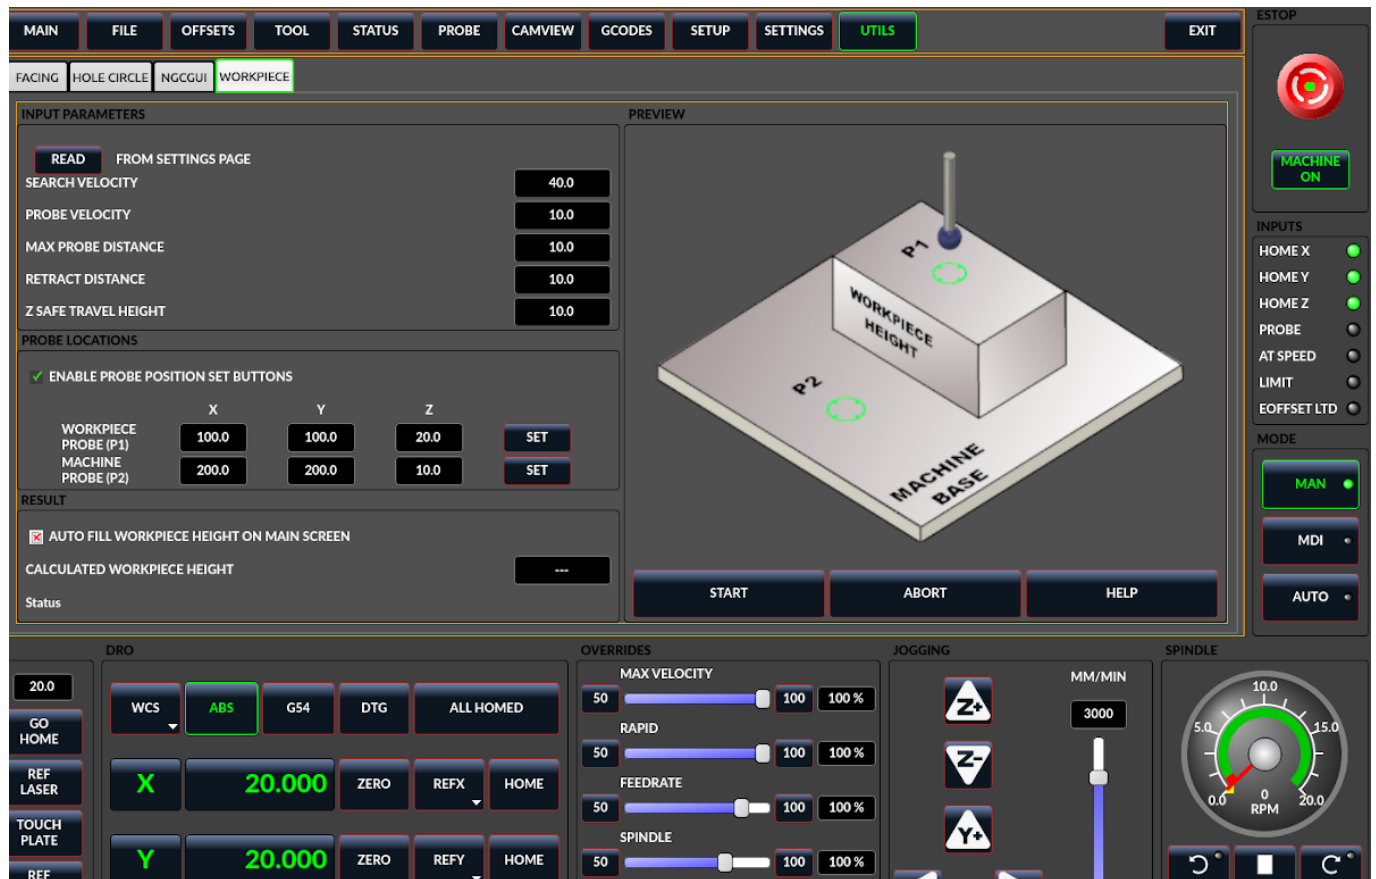 MAIN FILE OFFSETS TOOL STATUS PROBE CAMVIEW GCODES SETUP SETTINGS UTILS EXIT
ESTOP
FACING HOLE CIRCLE NGCGUI WORKPIECE
INPUT PARAMETERS
READ FROM SETTINGS PAGE
SEARCH VELOCITY 40.0
PROBE VELOCITY 10.0
MAX PROBE DISTANCE 10.0
RETRACT DISTANCE 10.0
Z SAFE TRAVEL HEIGHT 10.0
PROBE LOCATIONS
ENABLE PROBE POSITION SET BUTTONS
X Y Z
WORKPIECE
PROBE (P1) 100.0 100.0 20.0 SET
MACHINE
PROBE (P2) 200.0 200.0 10.0 SET
RESULT
AUTO FILL WORKPIECE HEIGHT ON MAIN SCREEN
CALCULATED WORKPIECE HEIGHT ---
Status
PREVIEW
P1
WORKPIECE
HEIGHT
P2
MACHINE
BASE
START ABORT HELP
MACHINE
ON
INPUTS
HOME X
HOME Y
HOME Z
PROBE
AT SPEED
LIMIT
EOFFSET LTD
MODE
MAN
MDI
AUTO
20.0
GO
HOME
REF
LASER
TOUCH
PLATE
REF
DRO
WCS ABS G54 DTG ALL HOMED
X 20.000 ZERO REFX HOME
Y 20.000 ZERO REFY HOME
OVERRIDES
MAX VELOCITY
50 100 100 %
RAPID
50 100 100 %
FEEDRATE
50 100 100 %
SPINDLE
50 100 100 %
JOGGING
Z+
Z-
Y+
MM/MIN
3000
SPINDLE
10.0
5.0 15.0
0.0 0 20.0
RPM